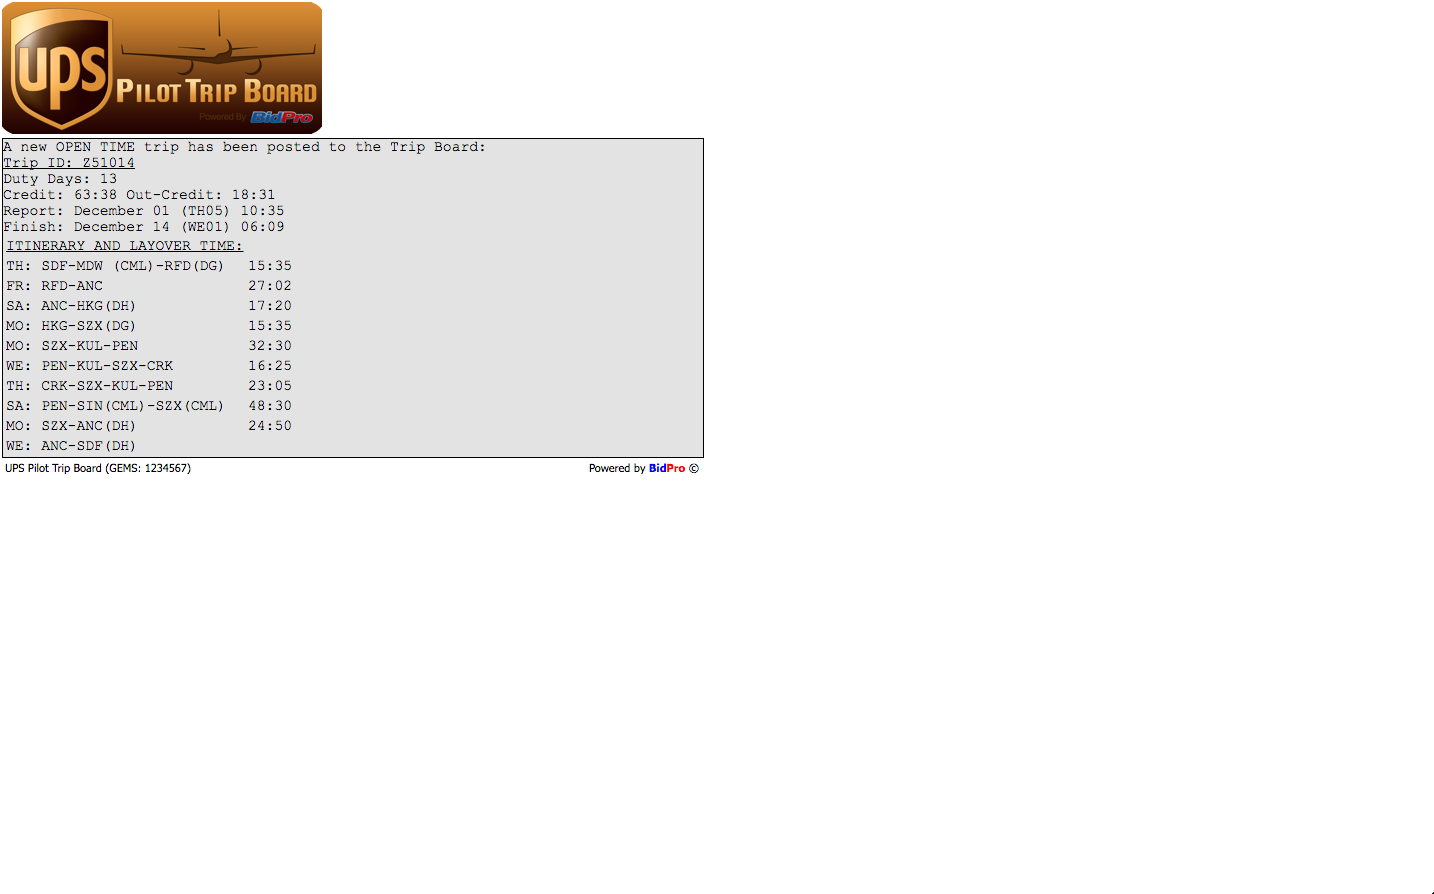 ups
PILOT TRIP BOARD
Powered By BidPro
A new OPEN TIME trip has been posted to the Trip Board:
Trip ID: Z51014
Duty Days: 13
Credit: 63:38 Out-Credit: 18:31
Report: December 01 (TH05) 10:35
Finish: December 14 (WE01) 06:09
ITINERARY AND LAYOVER TIME:
TH: SDF-MDW (CML)-RFD(DG) 15:35
FR: RFD-ANC 27:02
SA: ANC-HKG(DH) 17:20
MO: HKG-SZX(DG) 15:35
MO: SZX-KUL-PEN 32:30
WE: PEN-KUL-SZX-CRK 16:25
TH: CRK-SZX-KUL-PEN 23:05
SA: PEN-SIN(CML)-SZX(CML) 48:30
MO: SZX-ANC(DH) 24:50
WE: ANC-SDF(DH)
UPS Pilot Trip Board (GEMS: 1234567) Powered by BidPro ©